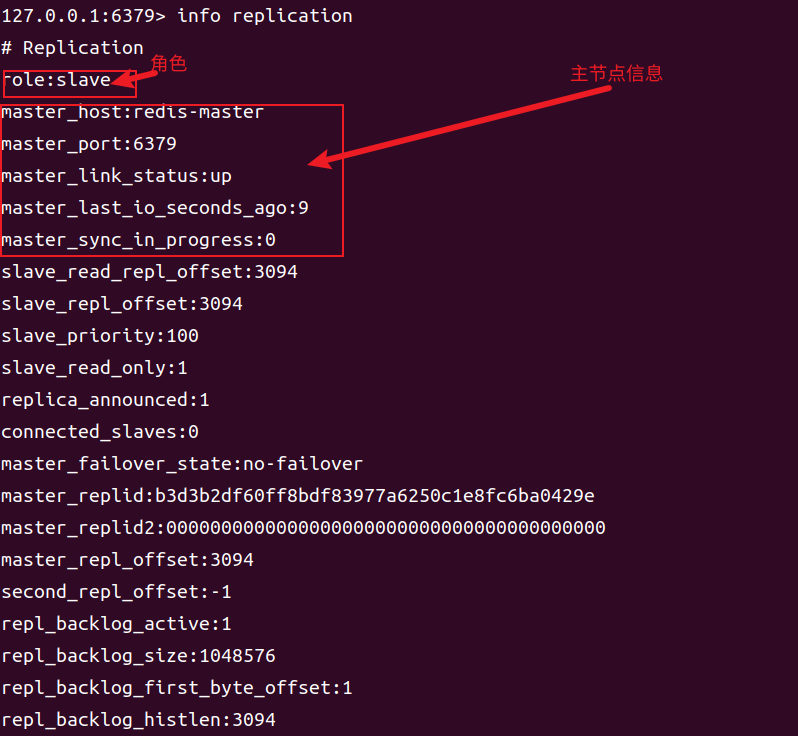 127.0.0.1:6379> info replication
# Replication
角色
role:slave
主节点信息
master_host:redis-master
master_port:6379
master_link_status:up
master_last_io_seconds_ago:9
master_sync_in_progress:0
slave_read_repl_offset:3094
slave_repl_offset:3094
slave_priority:100
slave_read_only:1
replica_announced:1
connected_slaves:0
master_failover_state:no-failover
master_replid:b3d3b2df60ff8bdf83977a6250c1e8fc6ba0429e
master_replid2:0000000000000000000000000000000000000000
master_repl_offset:3094
second_repl_offset:-1
repl_backlog_active:1
repl_backlog_size:1048576
repl_backlog_first_byte_offset:1
repl_backlog_histlen:3094